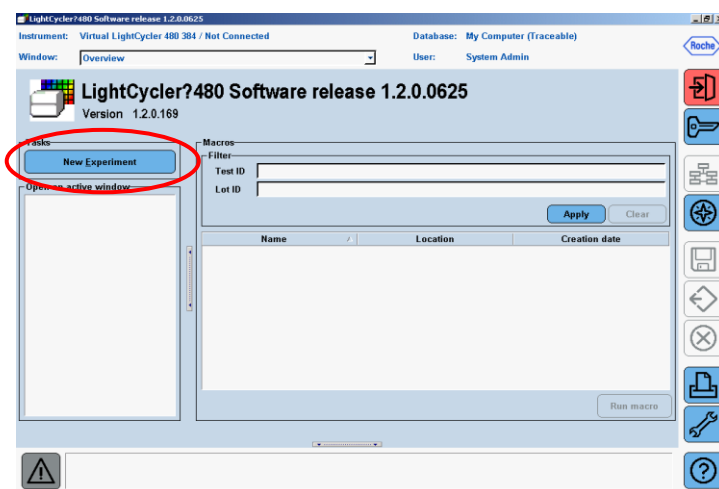 LightCycler?480 Software release 1.2.0.0625
Instrument: Virtual LightCycler 480 384 / Not Connected Database: My Computer (Traceable)
Window: Overview User: System Admin
Roche
LightCycler?480 Software release 1.2.0.0625
Version 1.2.0.169
Tasks
New Experiment
Open an active window
Macros
Filter
Test ID
Lot ID
Apply Clear
Name Location Creation date
Run macro